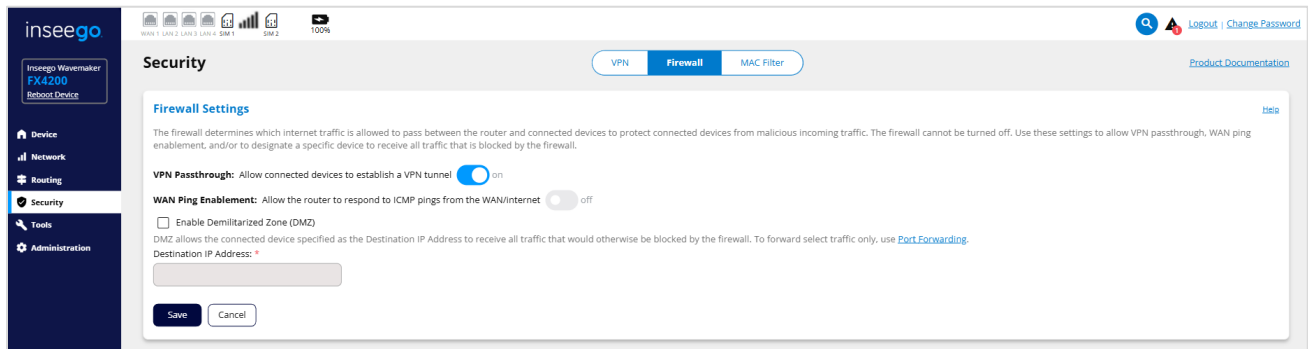 inseego.
WAN 1 LAN 2 LAN 3 LAN 4 SIM 1 SIM 2 100%
1
Logout | Change Password
Inseego Wavemaker
FX4200
Reboot Device
Security
VPN Firewall MAC Filter
Product Documentation
Device
Network
Routing
Security
Tools
Administration
Firewall Settings
Help
The firewall determines which internet traffic is allowed to pass between the router and connected devices to protect connected devices from malicious incoming traffic. The firewall cannot be turned off. Use these settings to allow VPN passthrough, WAN ping
enablement, and/or to designate a specific device to receive all traffic that is blocked by the firewall.
VPN Passthrough: Allow connected devices to establish a VPN tunnel on
WAN Ping Enablement: Allow the router to respond to ICMP pings from the WAN/internet off
Enable Demilitarized Zone (DMZ)
DMZ allows the connected device specified as the Destination IP Address to receive all traffic that would otherwise be blocked by the firewall. To forward select traffic only, use Port Forwarding.
Destination IP Address: *
Save Cancel